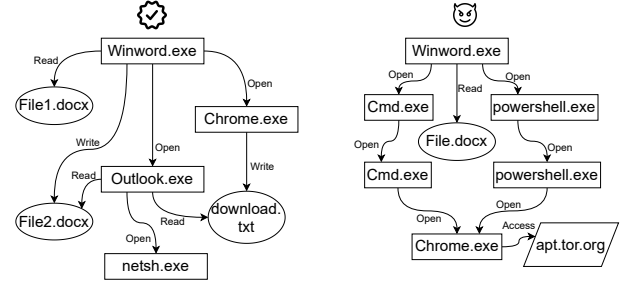 Winword.exe
Read
Open
File1.docx
Chrome.exe
Write
Open
Write
Outlook.exe
Read
File2.docx
Read
download.
txt
Open
netsh.exe
Winword.exe
Open
Open
Read
Cmd.exe
powershell.exe
File.docx
Open
Open
Cmd.exe
powershell.exe
Open
Open
Chrome.exe
Access
apt.tor.org